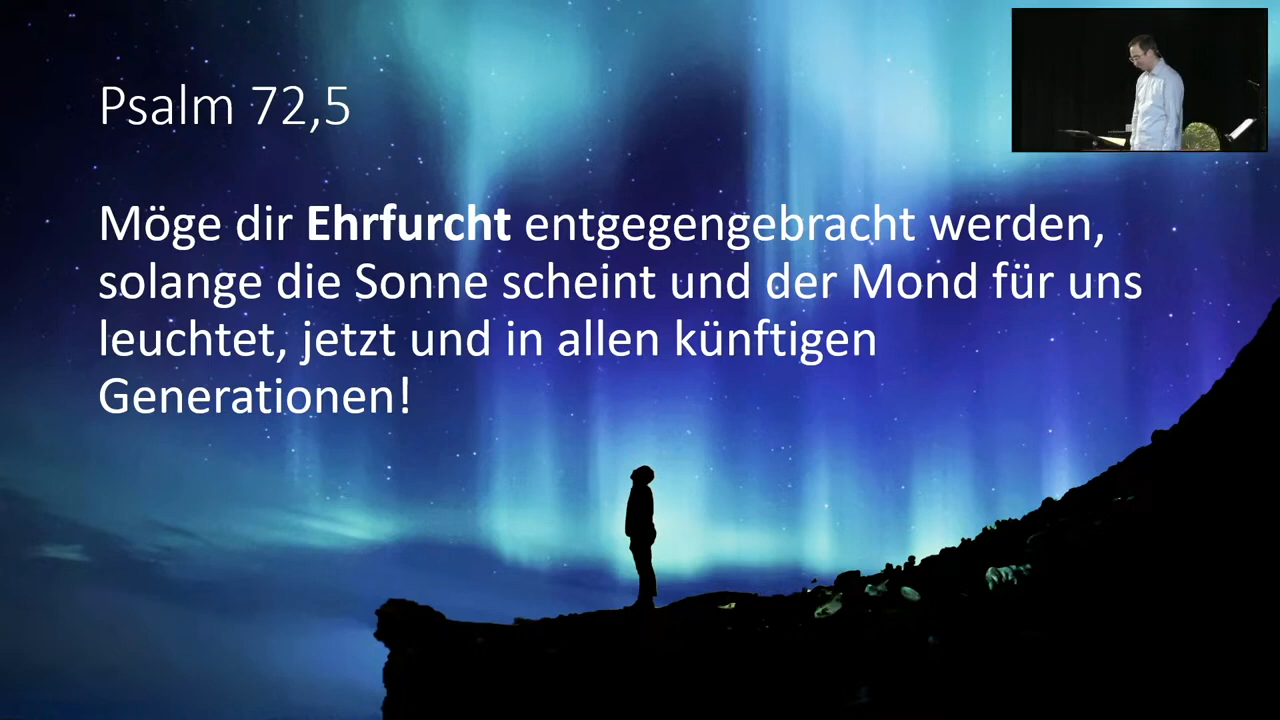 Psalm 72,5
Möge dir Ehrfurcht entgegengebracht werden,
solange die Sonne scheint und der Mond für uns
leuchtet, jetzt und in allen künftigen
Generationen!